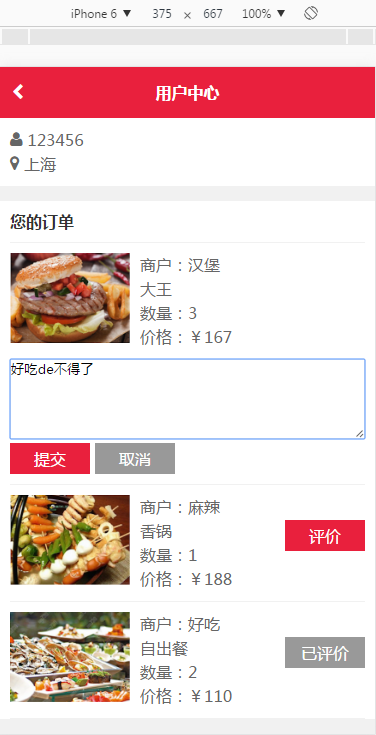 iPhone 6 ▼ 375 × 667 100% ▼
用户中心
123456
上海
您的订单
商户：汉堡
大王
数量：3
价格：￥167
好吃de不得了
提交 取消
商户：麻辣
香锅
数量：1
价格：￥188
评价
商户：好吃
自出餐
数量：2
价格：￥110
已评价